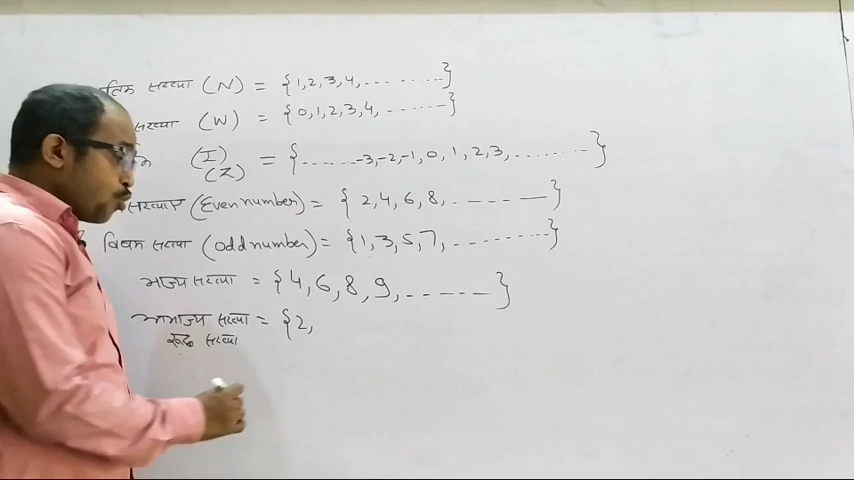 संख्या (N) = {1,2,3,4,..........}
संख्या (W) = {0,1,2,3,4,.......}
(I) = {.......-3,-2,-1,0,1,2,3,..........}
(Z)
(Even number) = {2,4,6,8,.......}
विषम संख्या (odd number) = {1,3,5,7,..........}
भाज्य संख्या = {4,6,8,9,.......}
अभाज्य संख्या = {2,
रूढ़ संख्या